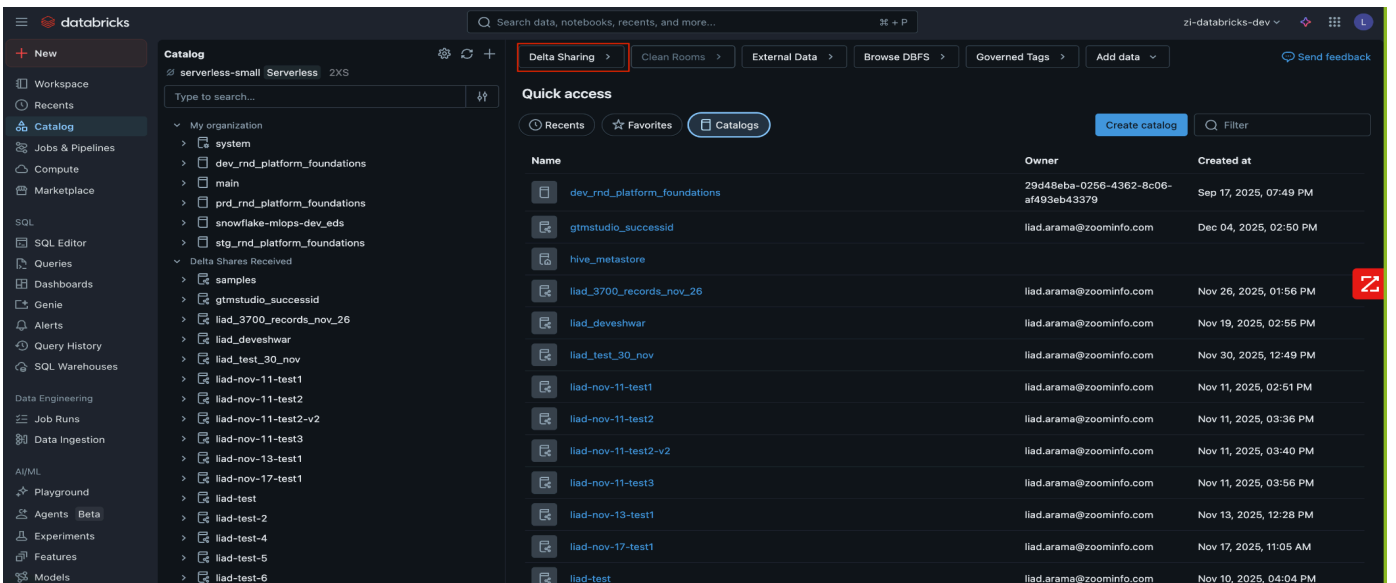 databricks
Search data, notebooks, recents, and more...
⌘ + P
zi-databricks-dev
L
New
Workspace
Recents
Catalog
Jobs & Pipelines
Compute
Marketplace
SQL
SQL Editor
Queries
Dashboards
Genie
Alerts
Query History
SQL Warehouses
Data Engineering
Job Runs
Data Ingestion
AI/ML
Playground
Agents Beta
Experiments
Features
Models
Catalog
serverless-small Serverless 2XS
Type to search...
My organization
system
dev_rnd_platform_foundations
main
prd_rnd_platform_foundations
snowflake-mlops-dev_eds
stg_rnd_platform_foundations
Delta Shares Received
samples
gtmstudio_successid
liad_3700_records_nov_26
liad_deveshwar
liad_test_30_nov
liad-nov-11-test1
liad-nov-11-test2
liad-nov-11-test2-v2
liad-nov-11-test3
liad-nov-13-test1
liad-nov-17-test1
liad-test
liad-test-2
liad-test-4
liad-test-5
liad-test-6
Delta Sharing > Clean Rooms > External Data > Browse DBFS > Governed Tags > Add data
Send feedback
Quick access
Recents Favorites Catalogs
Create catalog Filter
Name Owner Created at
dev_rnd_platform_foundations 29d48eba-0256-4362-8c06-af493eb43379 Sep 17, 2025, 07:49 PM
gtmstudio_successid liad.arama@zoominfo.com Dec 04, 2025, 02:50 PM
hive_metastore
liad_3700_records_nov_26 liad.arama@zoominfo.com Nov 26, 2025, 01:56 PM
liad_deveshwar liad.arama@zoominfo.com Nov 19, 2025, 02:55 PM
liad_test_30_nov liad.arama@zoominfo.com Nov 30, 2025, 12:49 PM
liad-nov-11-test1 liad.arama@zoominfo.com Nov 11, 2025, 02:51 PM
liad-nov-11-test2 liad.arama@zoominfo.com Nov 11, 2025, 03:36 PM
liad-nov-11-test2-v2 liad.arama@zoominfo.com Nov 11, 2025, 03:40 PM
liad-nov-11-test3 liad.arama@zoominfo.com Nov 11, 2025, 03:56 PM
liad-nov-13-test1 liad.arama@zoominfo.com Nov 13, 2025, 12:28 PM
liad-nov-17-test1 liad.arama@zoominfo.com Nov 17, 2025, 11:05 AM
liad-test liad.arama@zoominfo.com Nov 10, 2025, 04:04 PM